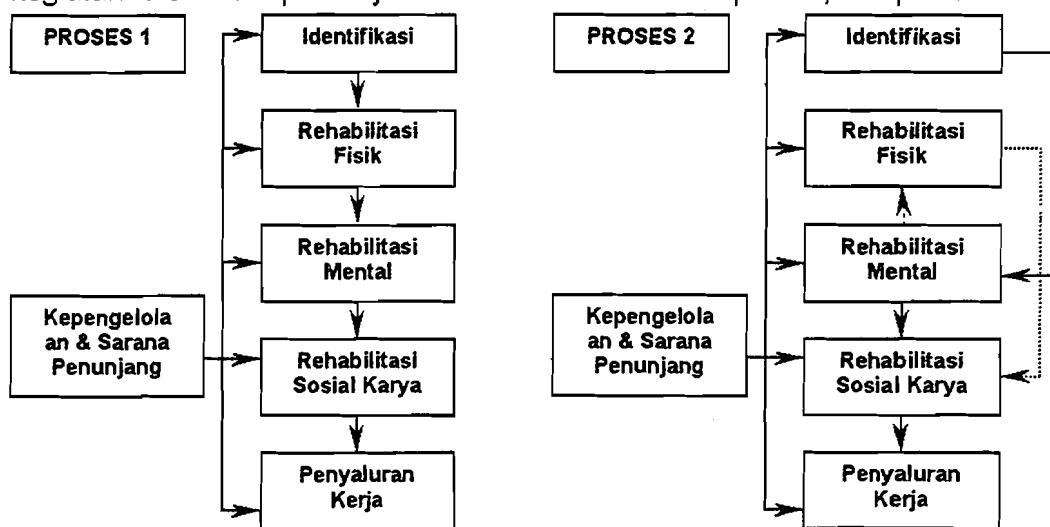 PROSES 1
Identifikasi
Rehabilitasi
Fisik
Rehabilitasi
Mental
Kepengelola
an & Sarana
Penunjang
Rehabilitasi
Sosial Karya
Penyaluran
Kerja
PROSES 2
Identifikasi
Rehabilitasi
Fisik
Rehabilitasi
Mental
Kepengelola
an & Sarana
Penunjang
Rehabilitasi
Sosial Karya
Penyaluran
Kerja